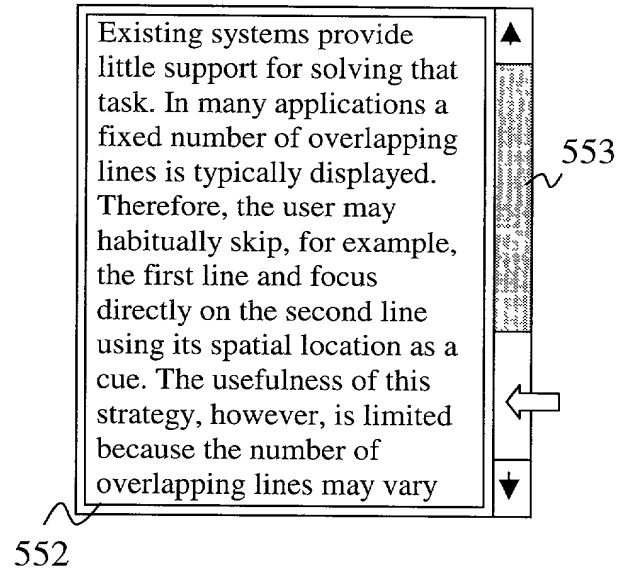 Existing systems provide
little support for solving that
task. In many applications a
fixed number of overlapping
lines is typically displayed.
Therefore, the user may
habitually skip, for example,
the first line and focus
directly on the second line
using its spatial location as a
cue. The usefulness of this
strategy, however, is limited
because the number of
overlapping lines may vary
553
552